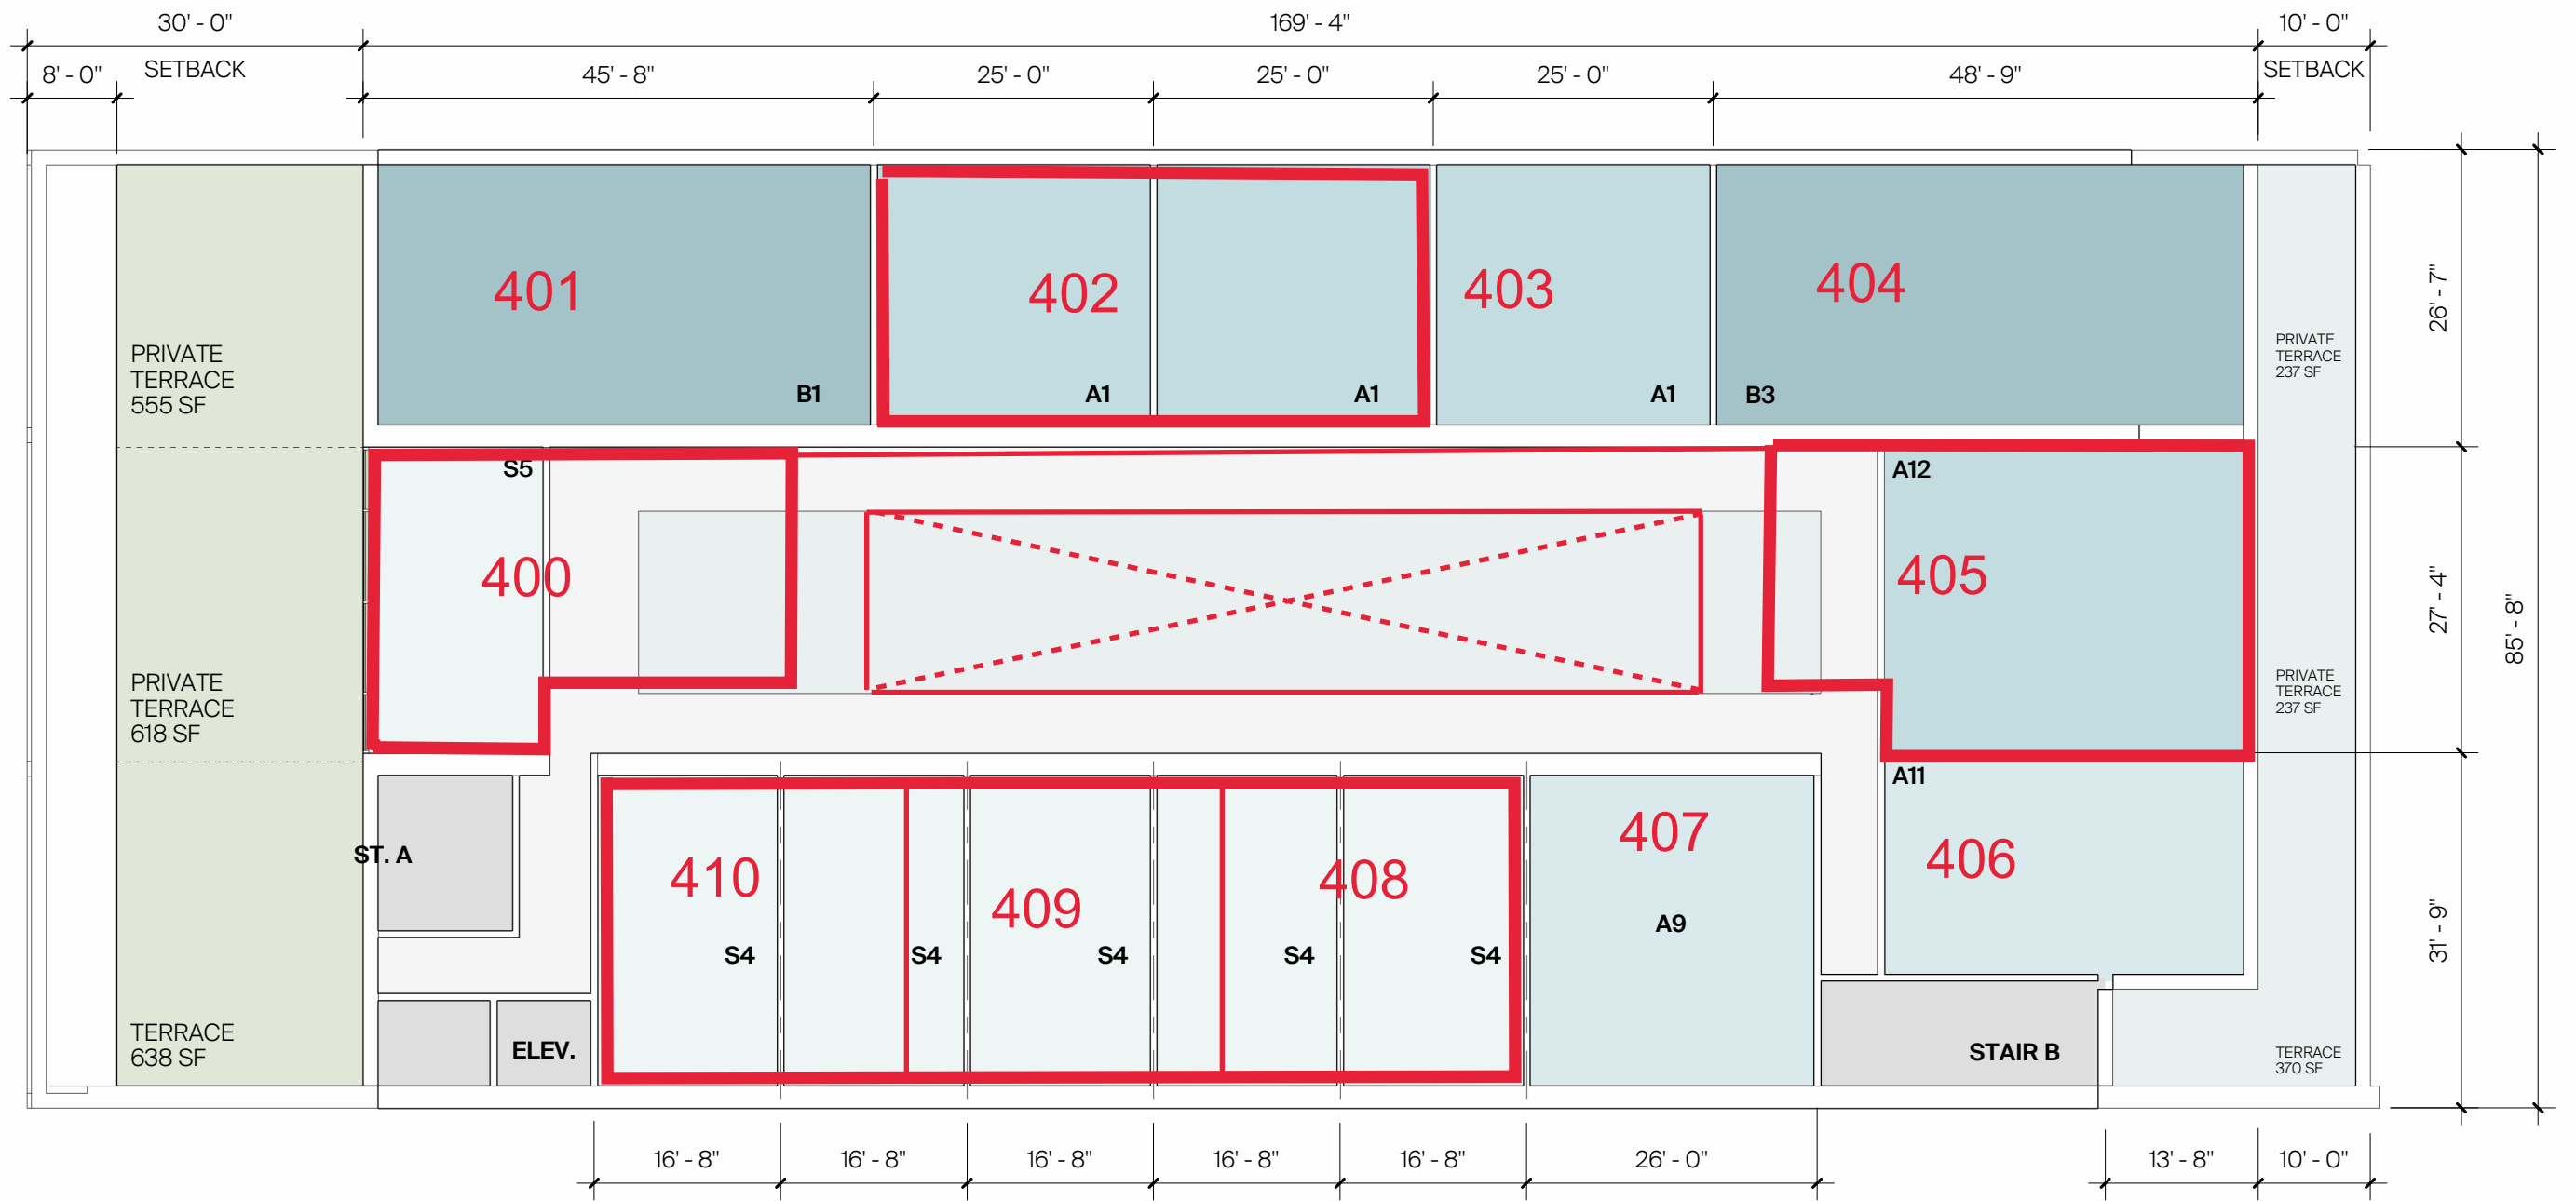 30' - 0"
169' - 4"
10' - 0"
8' - 0"
SETBACK
45' - 8"
25' - 0"
25' - 0"
25' - 0"
48' - 9"
SETBACK
401
402
403
404
PRIVATE
TERRACE
555 SF
B1
A1
A1
A1
B3
PRIVATE
TERRACE
237 SF
26' - 7"
S5
A12
400
405
27' - 4"
85' - 8"
PRIVATE
TERRACE
618 SF
PRIVATE
TERRACE
237 SF
A11
ST. A
410
409
408
407
406
A9
S4
S4
S4
S4
S4
31' - 9"
TERRACE
638 SF
ELEV.
STAIR B
TERRACE
370 SF
16' - 8"
16' - 8"
16' - 8"
16' - 8"
16' - 8"
26' - 0"
13' - 8"
10' - 0"